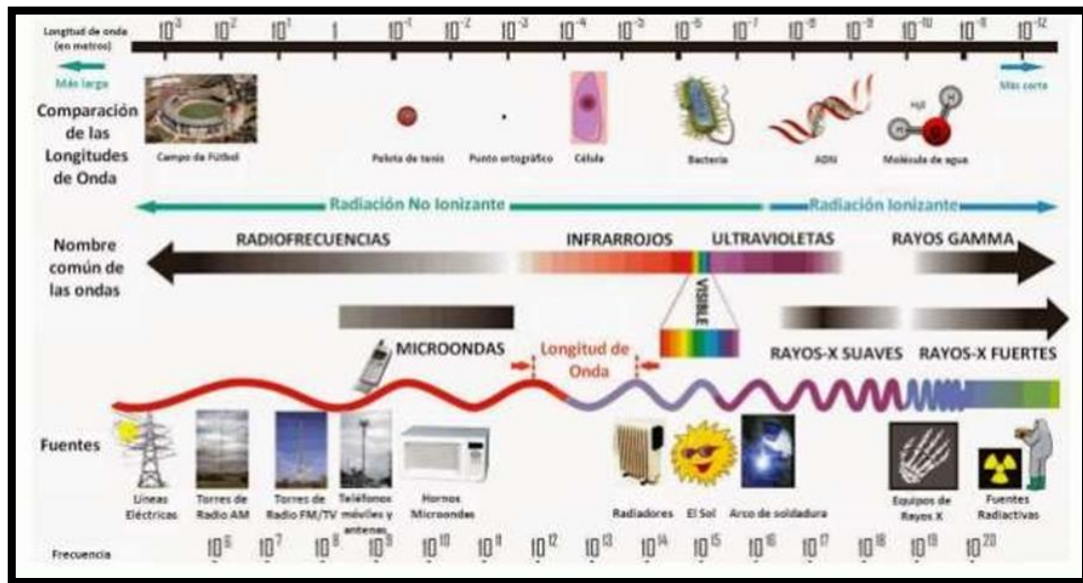 Longitud de onda
(en metros)
10³ 10² 10¹ 1 10⁻¹ 10⁻² 10⁻³ 10⁻⁴ 10⁻⁵ 10⁻⁶ 10⁻⁷ 10⁻⁸ 10⁻⁹ 10⁻¹⁰ 10⁻¹¹ 10⁻¹²
Más larga
Más corta
Comparación
de las
Longitudes
de Onda
Campo de Fútbol
Pelota de tenis
Punto ortográfico
Célula
Bacteria
ADN
Molécula de agua
H₂O
H
H
Radiación No Ionizante
Radiación Ionizante
Nombre
común de
las ondas
RADIOFRECUENCIAS
INFRARROJOS
ULTRAVIOLETAS
RAYOS GAMMA
VISIBLE
MICROONDAS
Longitud de
Onda
RAYOS-X SUAVES
RAYOS-X FUERTES
Fuentes
Líneas
Eléctricas
Torres de
Radio AM
Torres de
Radio FM/TV
Teléfonos
móviles y
antenas
Hornos
Microondas
Radiadores
El Sol
Arco de soldadura
Equipos de
Rayos X
Fuentes
Radiactivas
Frecuencia
10⁶ 10⁷ 10⁸ 10⁹ 10¹⁰ 10¹¹ 10¹² 10¹³ 10¹⁴ 10¹⁵ 10¹⁶ 10¹⁷ 10¹⁸ 10¹⁹ 10²⁰